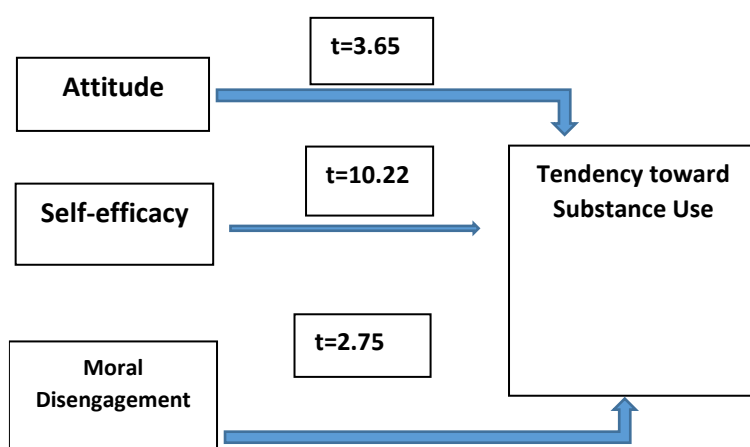 t=3.65
Attitude
t=10.22
Self-efficacy
Tendency toward
Substance Use
t=2.75
Moral
Disengagement